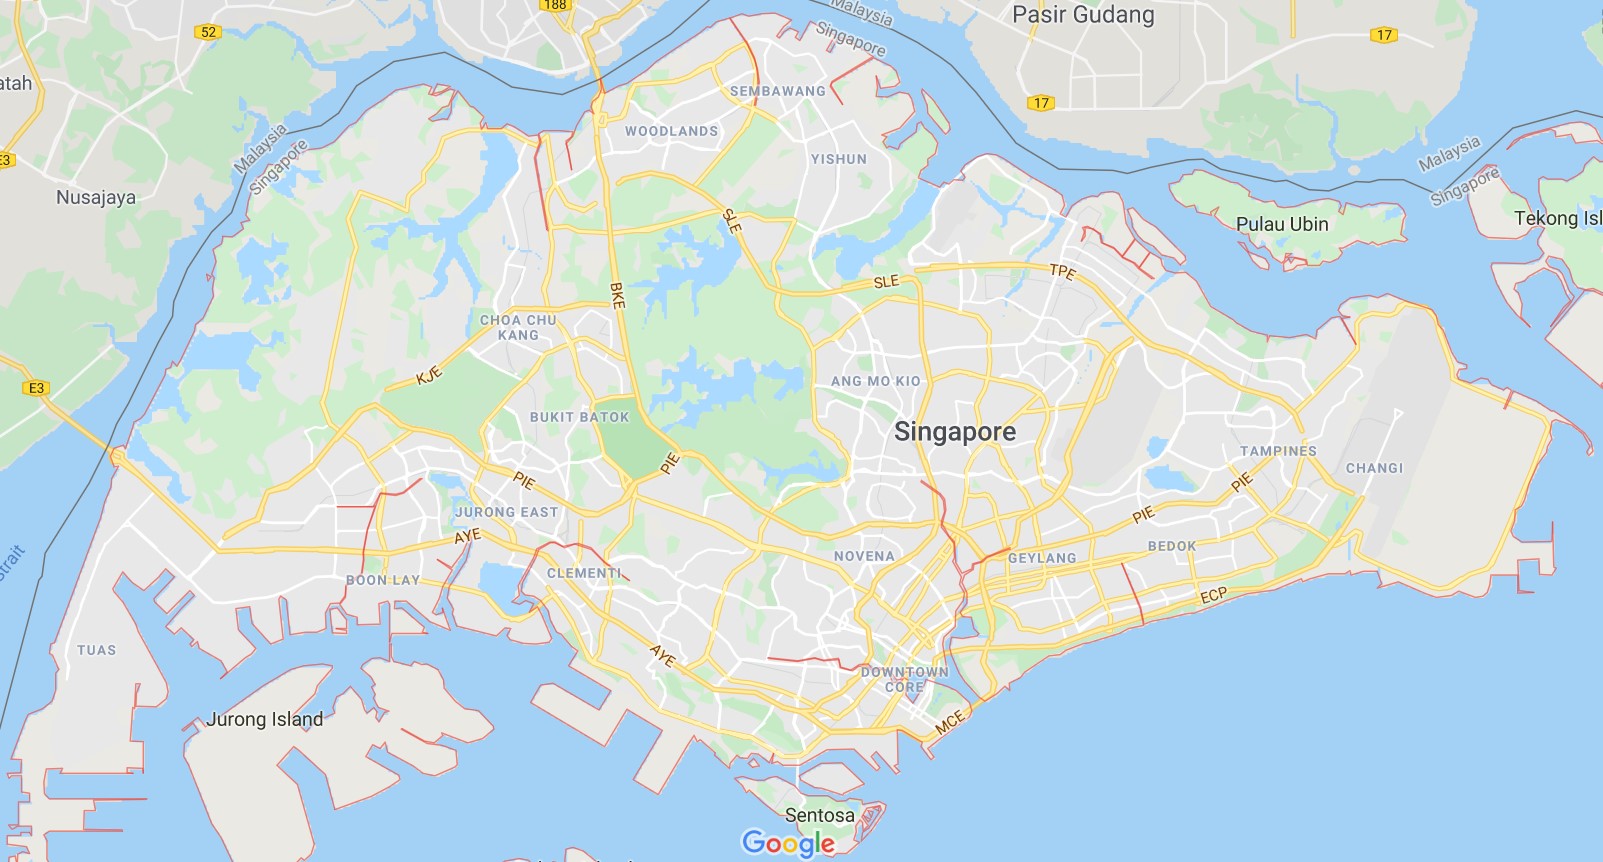 188
Malaysia
Singapore
Pasir Gudang
52
17
17
atah
SEMBAWANG
WOODLANDS
YISHUN
Malaysia
Singapore
Malaysia
Singapore
E3
Nusajaya
SLE
Pulau Ubin
Tekong Isl
BKE
SLE
TPE
CHOA CHU
KANG
KJE
E3
ANG MO KIO
BUKIT BATOK
Singapore
TAMPINES
CHANGI
PIE
PIE
PIE
JURONG EAST
PIE
AYE
NOVENA
GEYLANG
BEDOK
Strait
BOON LAY
CLEMENTI
ECP
TUAS
AYE
DOWNTOWN
CORE
Jurong Island
MCE
Sentosa
Google